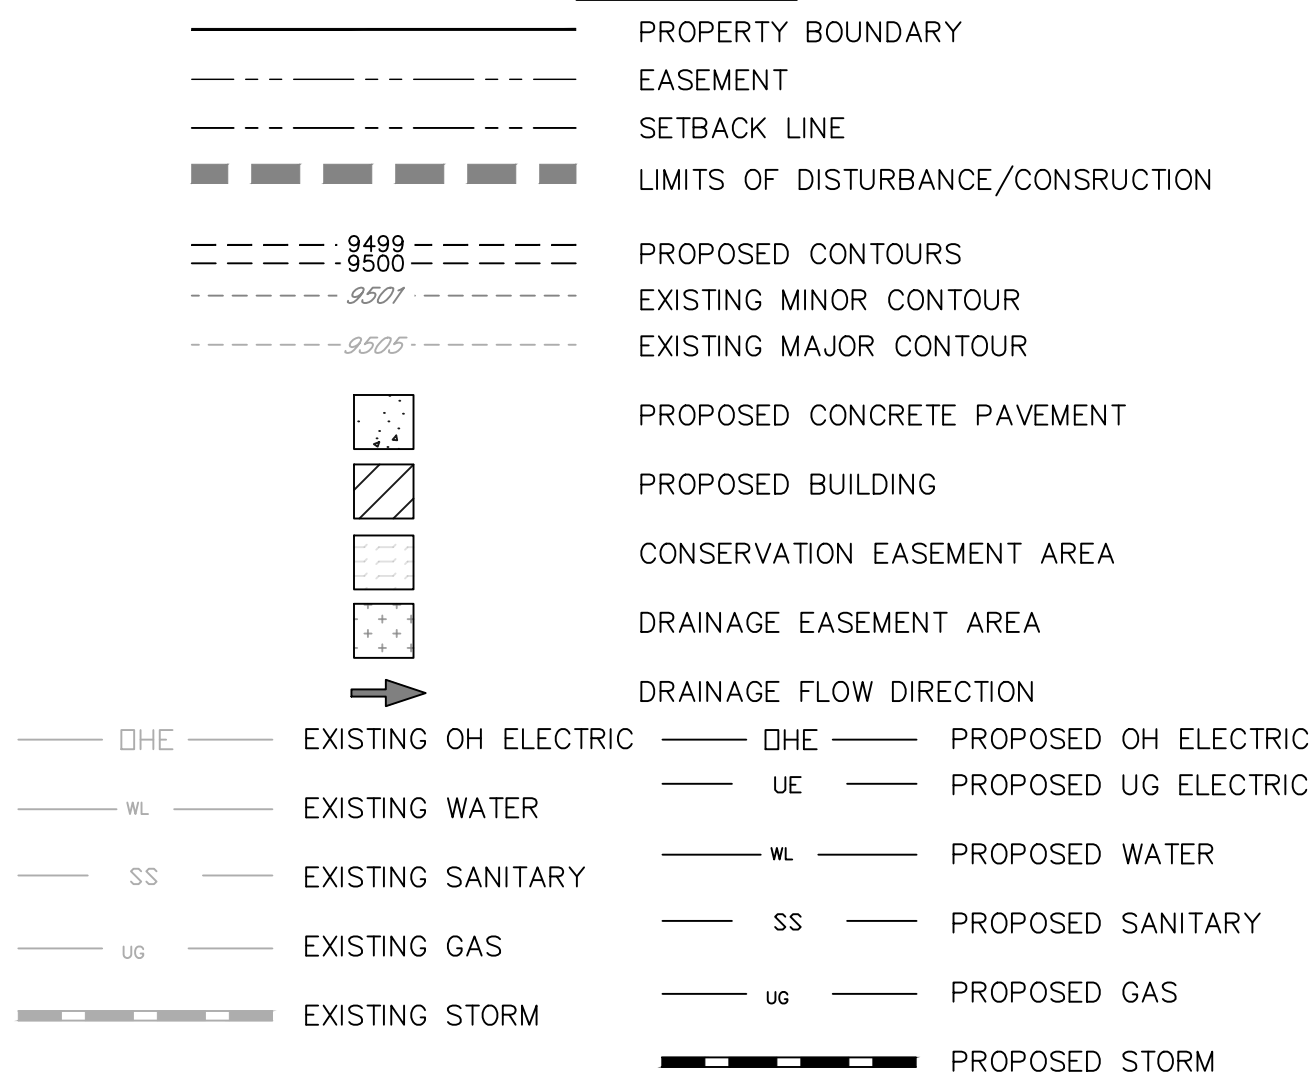 PROPERTY BOUNDARY
EASEMENT
SETBACK LINE
LIMITS OF DISTURBANCE/CONSRUCTION
9499
9500
PROPOSED CONTOURS
9501 EXISTING MINOR CONTOUR
9505 EXISTING MAJOR CONTOUR
PROPOSED CONCRETE PAVEMENT
PROPOSED BUILDING
CONSERVATION EASEMENT AREA
DRAINAGE EASEMENT AREA
DRAINAGE FLOW DIRECTION
OHE EXISTING OH ELECTRIC
WL EXISTING WATER
SS EXISTING SANITARY
UG EXISTING GAS
EXISTING STORM
OHE PROPOSED OH ELECTRIC
UE PROPOSED UG ELECTRIC
WL PROPOSED WATER
SS PROPOSED SANITARY
UG PROPOSED GAS
PROPOSED STORM